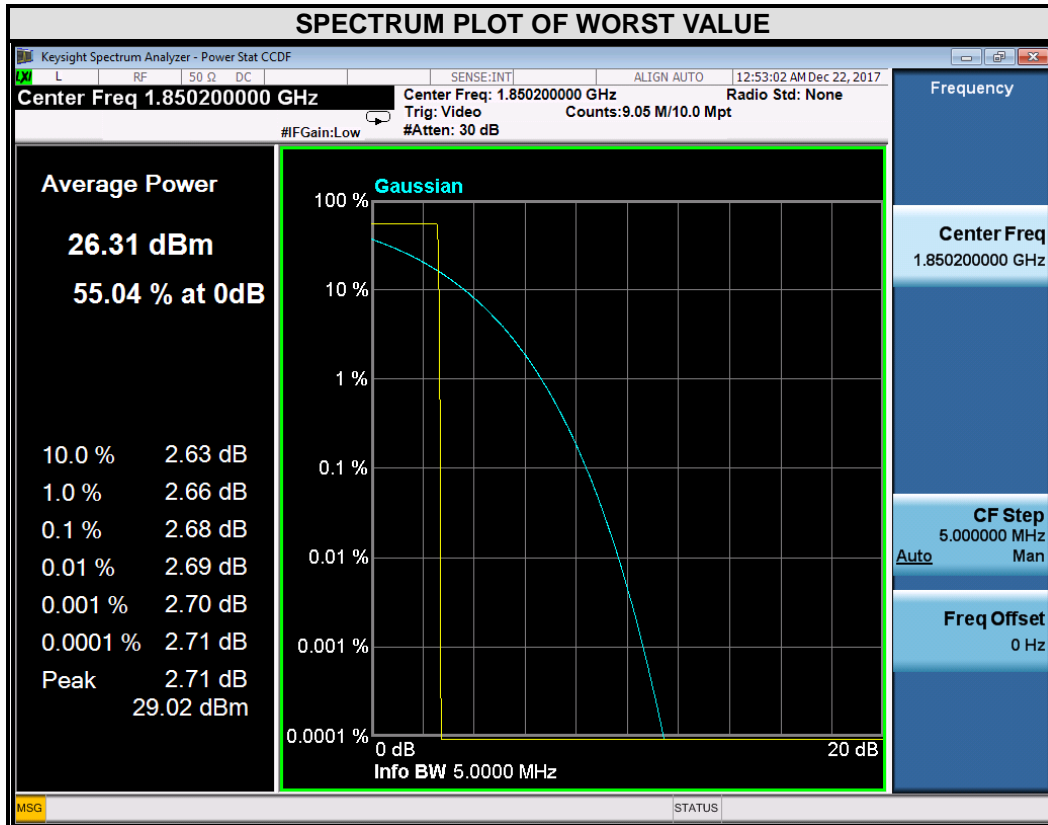 SPECTRUM PLOT OF WORST VALUE
Keysight Spectrum Analyzer - Power Stat CCDF
LXI L RF 50 Ω DC SENSE:INT ALIGN AUTO 12:53:02 AM Dec 22, 2017
Center Freq 1.850200000 GHz
Center Freq: 1.850200000 GHz Radio Std: None
Trig: Video Counts:9.05 M/10.0 Mpt
#IFGain:Low #Atten: 30 dB
Average Power
26.31 dBm
55.04 % at 0dB
10.0 % 2.63 dB
1.0 % 2.66 dB
0.1 % 2.68 dB
0.01 % 2.69 dB
0.001 % 2.70 dB
0.0001 % 2.71 dB
Peak 2.71 dB
29.02 dBm
Gaussian
100 %
10 %
1 %
0.1 %
0.01 %
0.001 %
0.0001 %
0 dB 20 dB
Info BW 5.0000 MHz
Frequency
Center Freq
1.850200000 GHz
CF Step
5.000000 MHz
Auto Man
Freq Offset
0 Hz
MSG STATUS